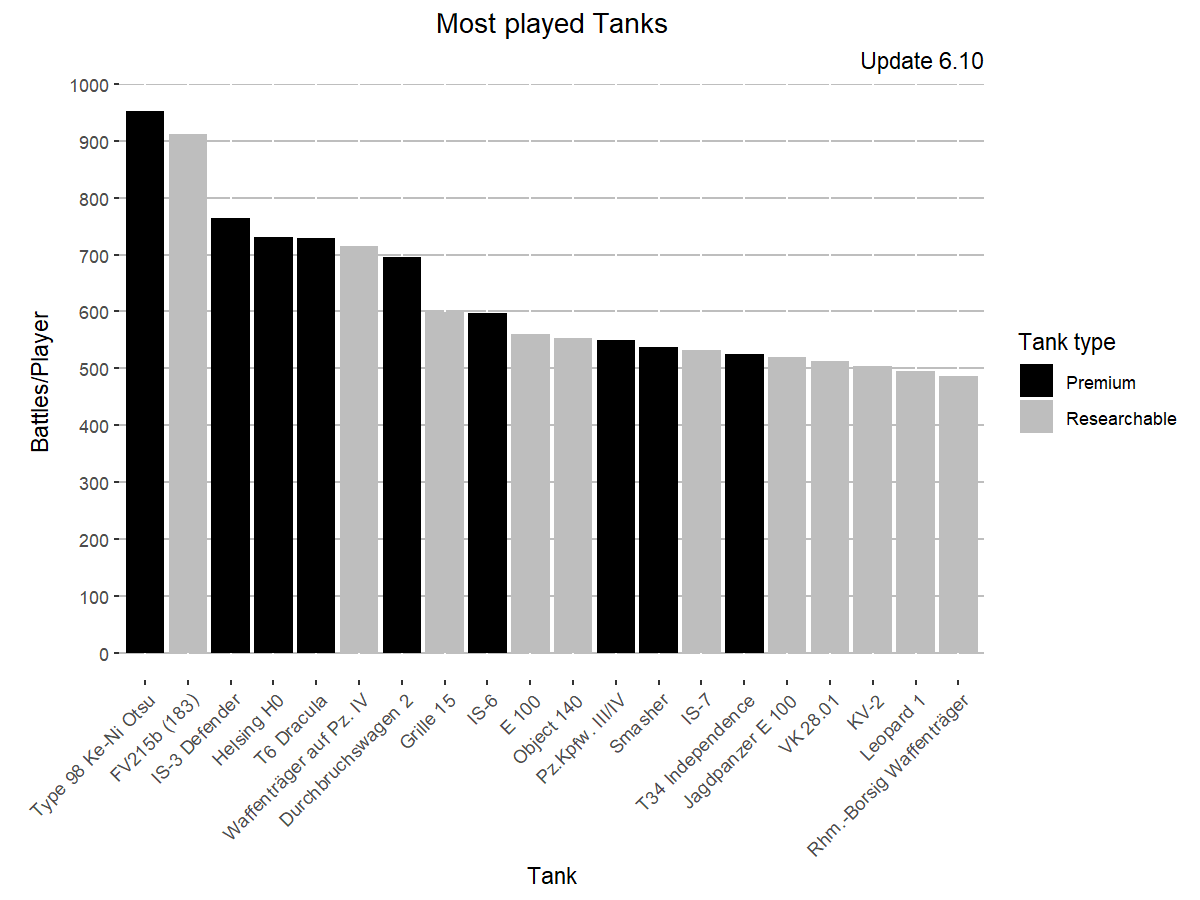 Most played Tanks
Update 6.10
Battles/Player
1000
900
800
700
600
500
400
300
200
100
0
Type 98 Ke-Ni Otsu
FV215b (183)
IS-3 Defender
Helsing H0
T6 Dracula
Waffenträger auf Pz. IV
Durchbruchswagen 2
Grille 15
IS-6
E 100
Object 140
Pz.Kpfw. III/IV
Smasher
IS-7
T34 Independence
Jagdpanzer E 100
VK 28.01
KV-2
Leopard 1
Rhm.-Borsig Waffenträger
Tank
Tank type
Premium
Researchable